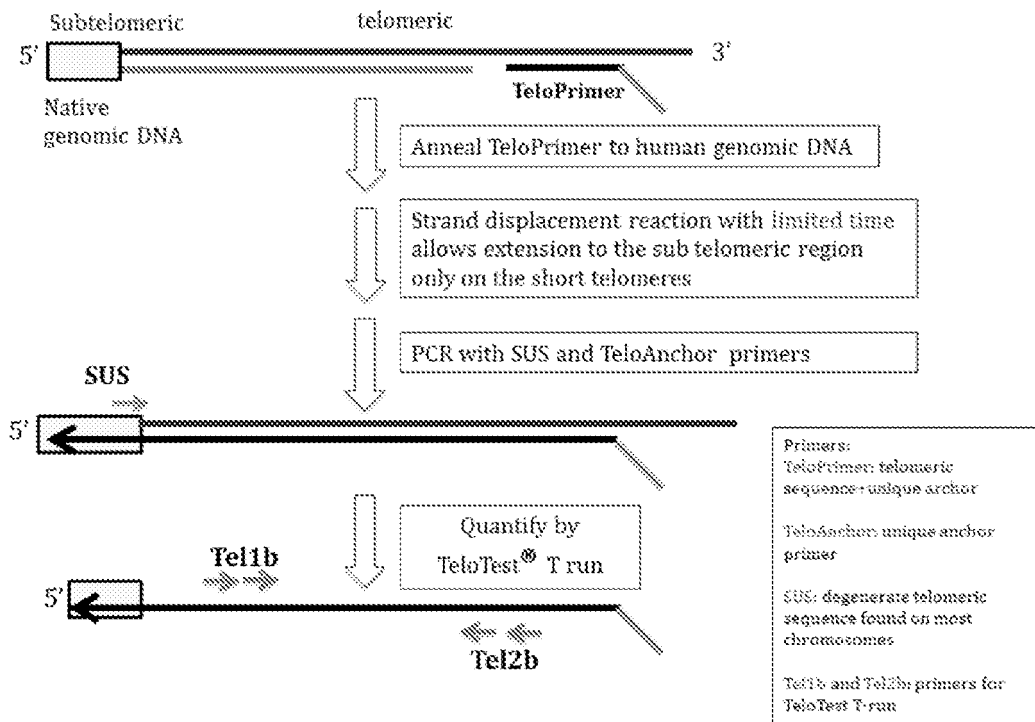 Subtelomeric
telomeric
5'
3'
TeloPrimer
Native
genomic DNA
Anneal TeloPrimer to human genomic DNA
Strand displacement reaction with limited time
allows extension to the sub telomeric region
only on the short telomeres
PCR with SUS and TeloAnchor primers
SUS
5'
Quantify by
TeloTest® T run
Tel1b
5'
Tel2b
Primers:
TeloPrimer: telomeric
sequence+unique archor
TeloAnchor: unique anchor
primer
SUS: degenerate telomeric
sequence found on most
chromosomes
Tel1b and Tel2b: primers for
TeloTest T-run